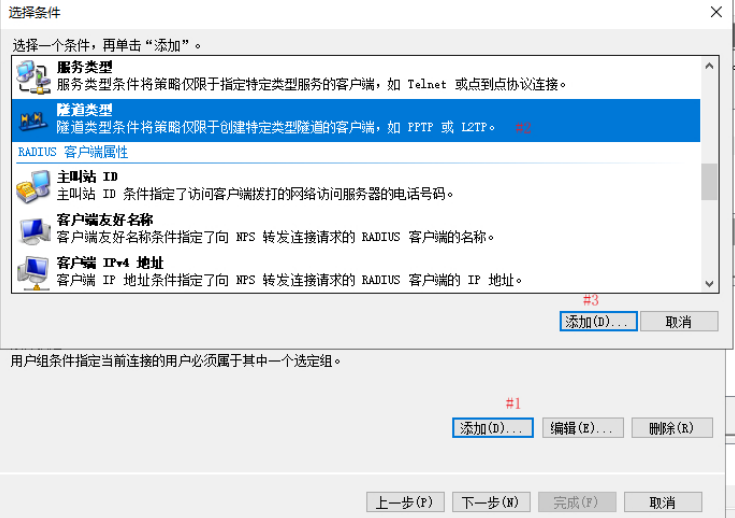 选择条件
选择一个条件，再单击“添加”。
服务类型
服务类型条件将策略仅限于指定特定类型服务的客户端，如 Telnet 或点到点协议连接。
隧道类型
隧道类型条件将策略仅限于创建特定类型隧道的客户端，如 PPTP 或 L2TP。 #2
RADIUS 客户端属性
主叫站 ID
主叫站 ID 条件指定了访问客户端拨打的网络访问服务器的电话号码。
客户端友好名称
客户端友好名称条件指定了向 NPS 转发连接请求的 RADIUS 客户端的名称。
客户端 IPv4 地址
客户端 IP 地址条件指定了向 NPS 转发连接请求的 RADIUS 客户端的 IP 地址。
#3
添加(D)... 取消
用户组条件指定当前连接的用户必须属于其中一个选定组。
#1
添加(D)... 编辑(E)... 删除(R)
上一步(P) 下一步(N) 完成(F) 取消